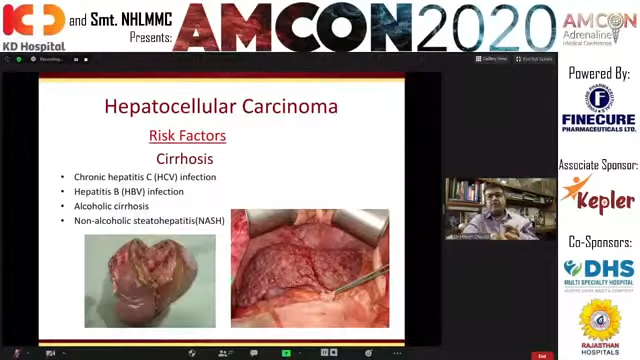 KD
KD Hospital
and Smt. NHLMMC
Presents:
AMCON2020
AMCON
Adrenaline
Medical Conference
Recording...
Gallery View
Exit Full Screen
Hepatocellular Carcinoma
Risk Factors
Cirrhosis
• Chronic hepatitis C (HCV) infection
• Hepatitis B (HBV) infection
• Alcoholic cirrhosis
• Non-alcoholic steatohepatitis(NASH)
End
Powered By:
F
FINECURE
PHARMACEUTICALS LTD.
Associate Sponsor:
Kepler
Co-Sponsors:
DHS
MULTI SPECIALTY HOSPITAL
RAJASTHAN
HOSPITALS